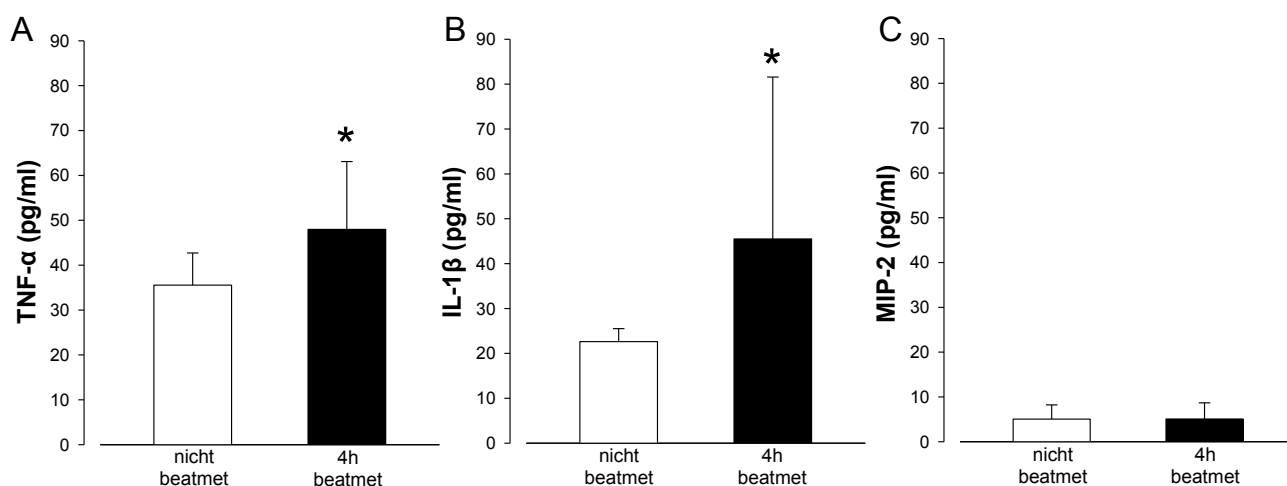 A
TNF-α (pg/ml)
90
80
70
60
50
40
30
20
10
0
*
nicht
beatmet
4h
beatmet
B
IL-1β (pg/ml)
90
80
70
60
50
40
30
20
10
0
*
nicht
beatmet
4h
beatmet
C
MIP-2 (pg/ml)
90
80
70
60
50
40
30
20
10
0
nicht
beatmet
4h
beatmet